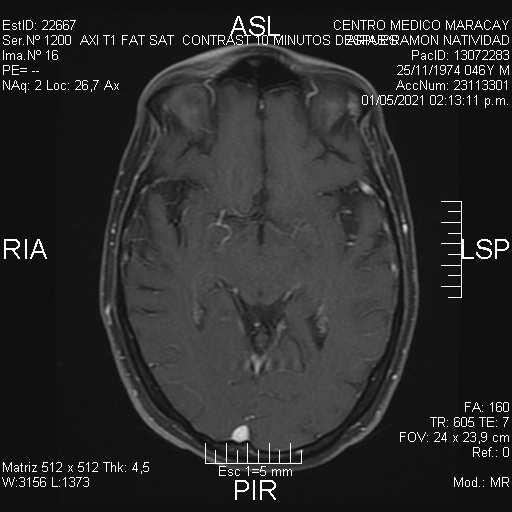 EstID: 22667
ASL
CENTRO MEDICO MARACAY
Ser.Nº 1200 AXI T1 FAT SAT CONTRAST 10 MINUTOS DESPUES
RAMON NATIVIDAD
Ima.Nº 16
PacID: 13072283
PE= --
25/11/1974 046Y M
NAq: 2 Loc: 26,7 Ax
AccNum: 23113301
01/05/2021 02:13:11 p.m.
RIA
LSP
FA: 160
TR: 605 TE: 7
FOV: 24 x 23,9 cm
Ref.: 0
Matriz 512 x 512 Thk: 4,5
Esc 1=5 mm
W:3156 L:1373
PIR
Mod.: MR